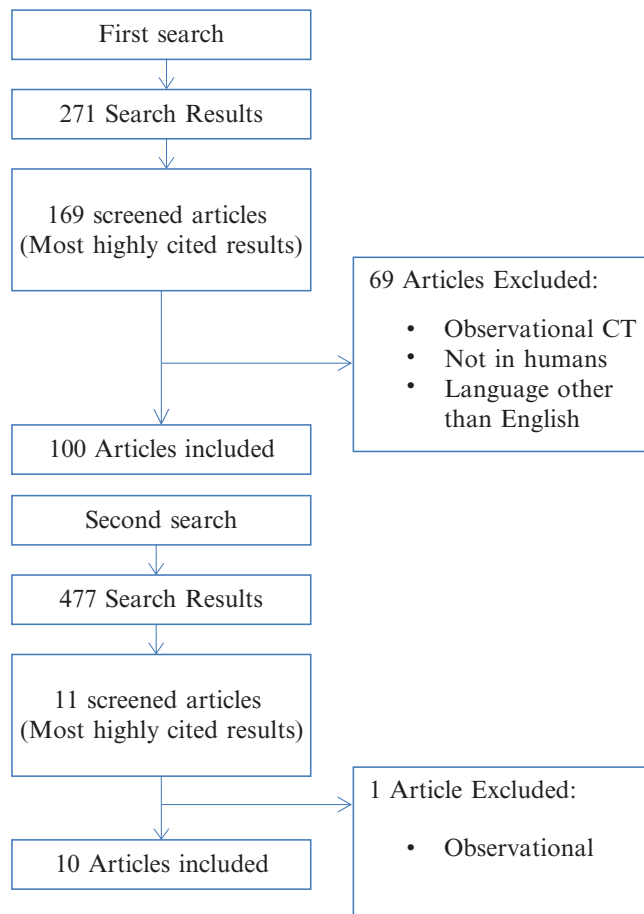 First search
271 Search Results
169 screened articles
(Most highly cited results)
69 Articles Excluded:
• Observational CT
• Not in humans
• Language other
than English
100 Articles included
Second search
477 Search Results
11 screened articles
(Most highly cited results)
1 Article Excluded:
• Observational
10 Articles included